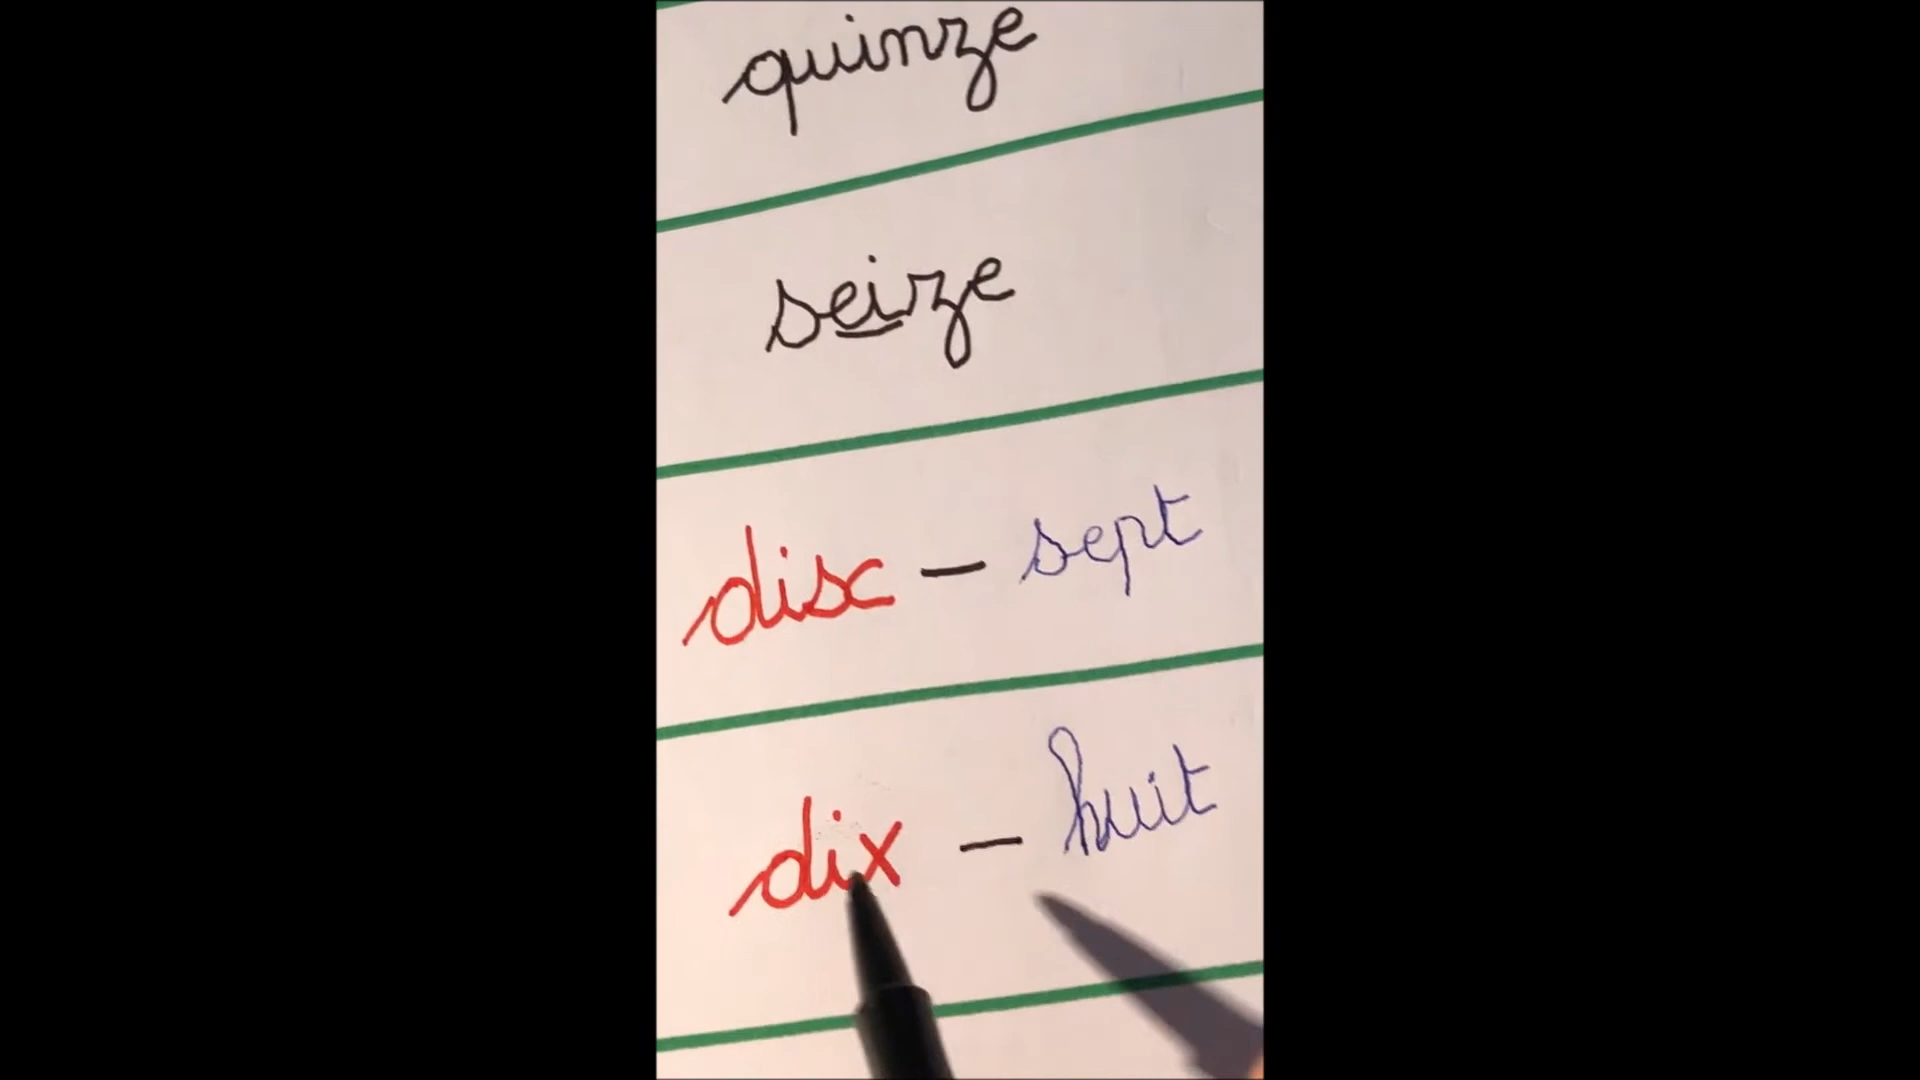 quinze
seize
dix - sept
dix - huit